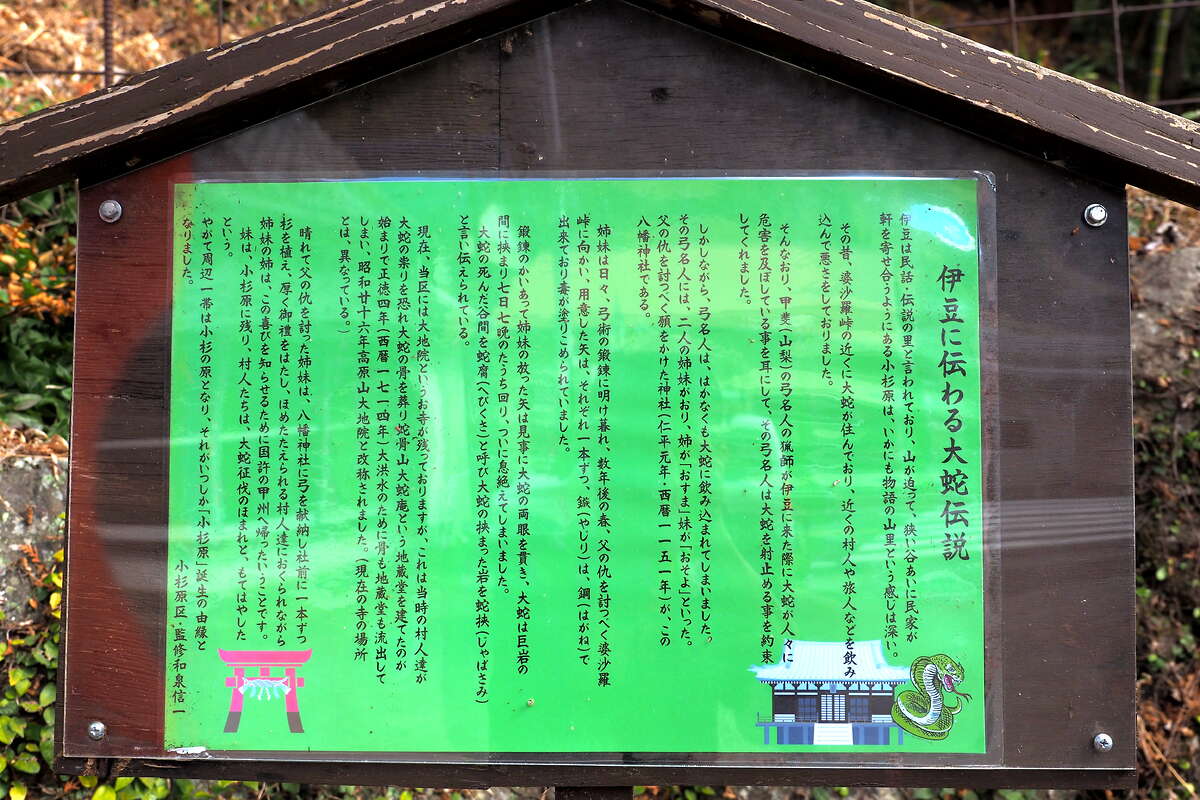 伊豆に伝わる大蛇伝説
伊豆は民話・伝説の里と言われており、山が迫って、狭い谷あいに民家が
軒を寄せ合うようにある小杉原は、いかにも物語の山里という感じは深い。
その昔、婆沙羅峠の近くに大蛇が住んでおり、近くの村人や旅人などを飲み
込んで悪さをしておりました。
そんなおり、甲斐(山梨)の弓名人の猟師が伊豆に来た際に大蛇が人々に
危害を及ぼしている事を耳にして、その弓名人は大蛇を射止める事を約束
してくれました。
しかしながら、弓名人は、はかなくも大蛇に飲み込まれてしまいました。
その弓名人には、二人の姉妹がおり、姉が「おすま」妹が「おそよ」といった。
父の仇を討つべく願をかけた神社(仁平元年・西暦一一五一年)が、この
八幡神社である。
姉妹は日々、弓術の鍛錬に明け暮れ、数年後の春、父の仇を討つべく婆沙羅
峠に向かい、用意した矢は、それぞれ一本ずつ、鏃(やじり)は、鋼(はがね)で
出来ており毒が塗りこめられていました。
鍛錬のかいあって姉妹の放った矢は見事に大蛇の両眼を貫き、大蛇は巨岩の
間に挟まり七日、七晩のたうち回り、ついに息絶えてしまいました。
大蛇の死んだ谷間を蛇腐(へびくさ)と呼び大蛇の挟まった岩を蛇挾(じゃばさみ)
と言い伝えられている。
現在、当区には大地院というお寺が残っておりますが、これは当時の村人達が
大蛇の祟りを恐れ大蛇の骨を葬り蛇骨山大蛇庵という地蔵堂を建てたのが
始まりで正徳四年(西暦一七一四年)大洪水のために骨も地蔵堂も流出して
しまい、昭和廿十六年高原山大地院と改称されました。(現在の寺の場所
とは、異なっている。)
晴れて父の仇を討った姉妹は、八幡神社に弓を献納し社前に一本ずつ
杉を植え、厚く御禮をはたし、ほめたたえられる村人達におくられながら
姉妹の姉は、この喜びを知らせるために国許の甲州へ帰ったということです。
妹は、小杉原に残り、村人たちは、大蛇征伐のほまれと、もてはやした
という。
やがて周辺一帯は小杉の原となり、それがいつしか「小杉原」誕生の由縁と
なりました。
小杉原区・監修和泉信一